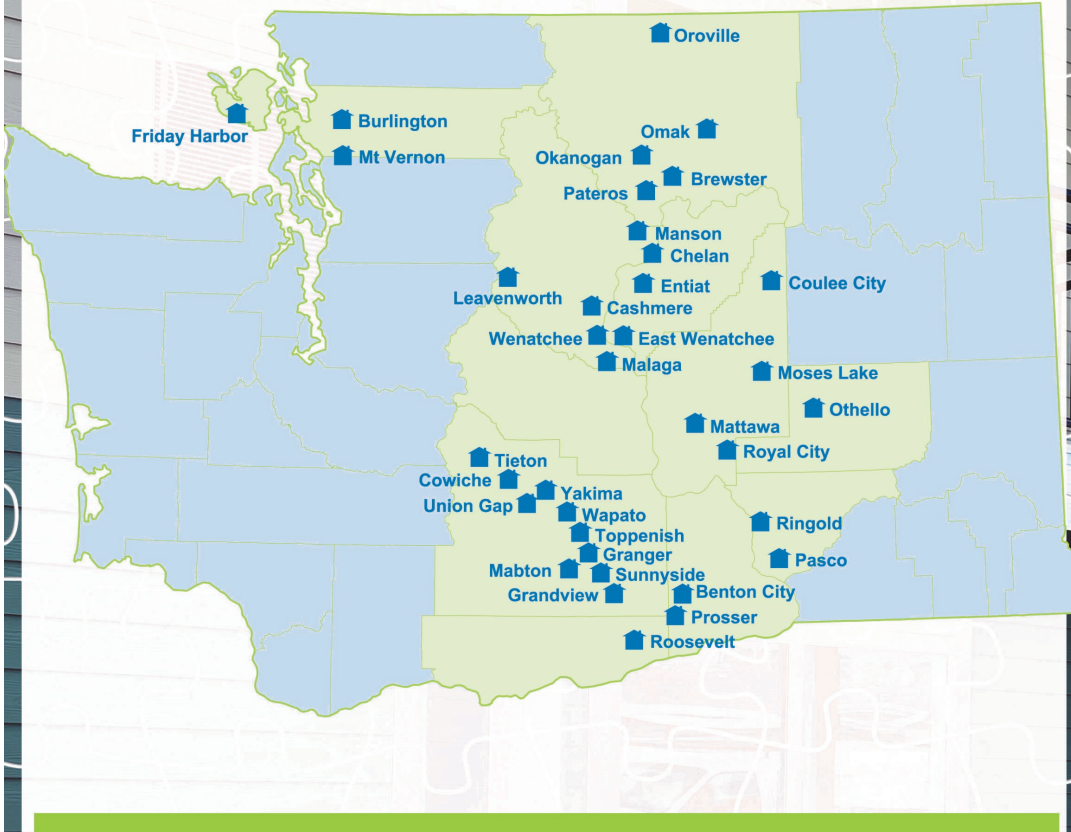 Oroville
Friday Harbor
Burlington
Mt Vernon
Omak
Okanogan
Brewster
Pateros
Manson
Chelan
Entiat
Coulee City
Leavenworth
Cashmere
Wenatchee
East Wenatchee
Malaga
Moses Lake
Othello
Mattawa
Royal City
Tieton
Cowiche
Yakima
Union Gap
Wapato
Ringold
Toppenish
Granger
Pasco
Mabton
Sunnyside
Grandview
Benton City
Prosser
Roosevelt